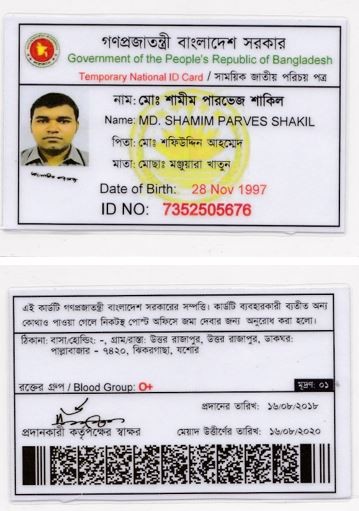 গণপ্রজাতন্ত্রী বাংলাদেশ সরকার
Government of the People's Republic of Bangladesh
Temporary National ID Card / সাময়িক জাতীয় পরিচয় পত্র
নাম: মোঃ শামীম পারভেজ শাকিল
Name: MD. SHAMIM PARVES SHAKIL
পিতা: মোঃ শফিউদ্দিন আহম্মেদ
মাতা: মোছাঃ মঞ্জুয়ারা খাতুন
Date of Birth: 28 Nov 1997
ID NO: 7352505676
এই কার্ডটি গণপ্রজাতন্ত্রী বাংলাদেশ সরকারের সম্পত্তি। কার্ডটি ব্যবহারকারী ব্যতীত অন্য
কোথাও পাওয়া গেলে নিকটস্থ পোস্ট অফিসে জমা দেবার জন্য অনুরোধ করা হলো।
ঠিকানা: বাসা/হোল্ডিং: -, গ্রাম/রাস্তা: উত্তর রাজাপুর, উত্তর রাজাপুর, ডাকঘর:
পাল্লাবাজার - ৭৪২০, ঝিকরগাছা, যশোর
রক্তের গ্রুপ / Blood Group: O+
মুদ্রণ: ০১
প্রদানের তারিখ: ১৬/০৮/২০১৮
প্রদানকারী কর্তৃপক্ষের স্বাক্ষর
মেয়াদ উত্তীর্ণের তারিখ: ১৬/০৮/২০২০